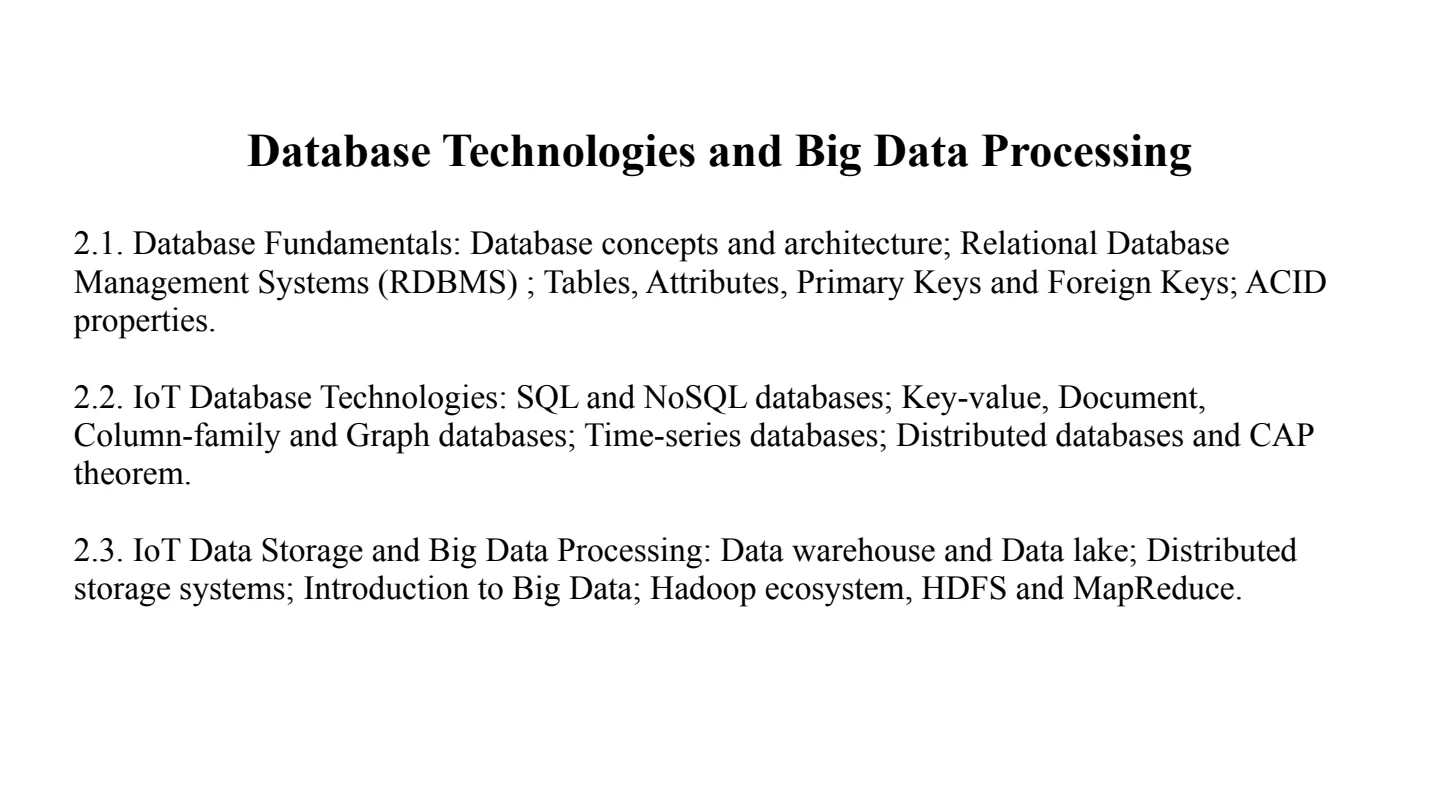 Database Technologies and Big Data Processing
2.1. Database Fundamentals: Database concepts and architecture; Relational Database
Management Systems (RDBMS) ; Tables, Attributes, Primary Keys and Foreign Keys; ACID
properties.
2.2. IoT Database Technologies: SQL and NoSQL databases; Key-value, Document,
Column-family and Graph databases; Time-series databases; Distributed databases and CAP
theorem.
2.3. IoT Data Storage and Big Data Processing: Data warehouse and Data lake; Distributed
storage systems; Introduction to Big Data; Hadoop ecosystem, HDFS and MapReduce.